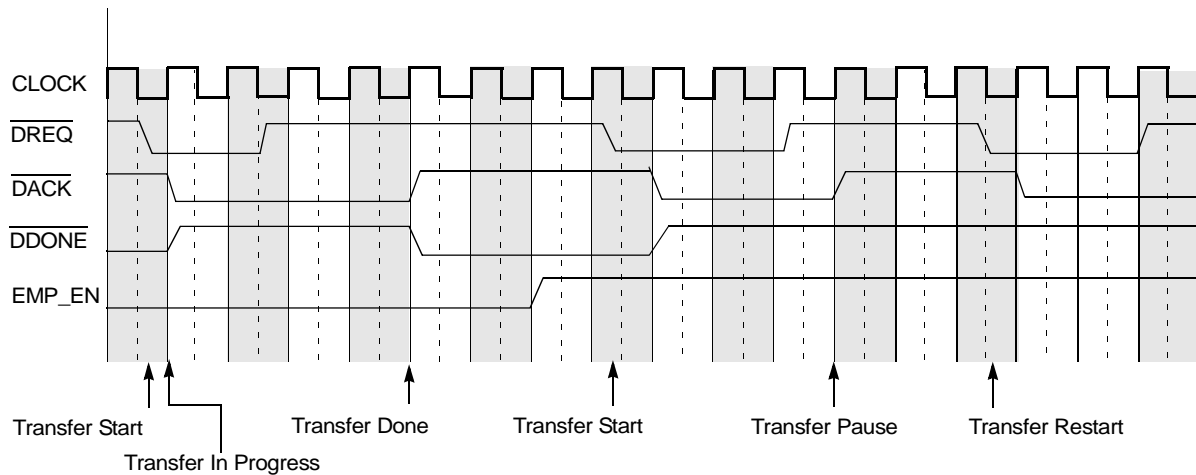 CLOCK
DREQ
DACK
DDONE
EMP_EN
Transfer Start
Transfer In Progress
Transfer Done
Transfer Start
Transfer Pause
Transfer Restart